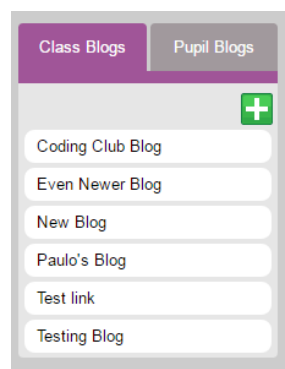 Class Blogs Pupil Blogs
Coding Club Blog
Even Newer Blog
New Blog
Paulo's Blog
Test link
Testing Blog